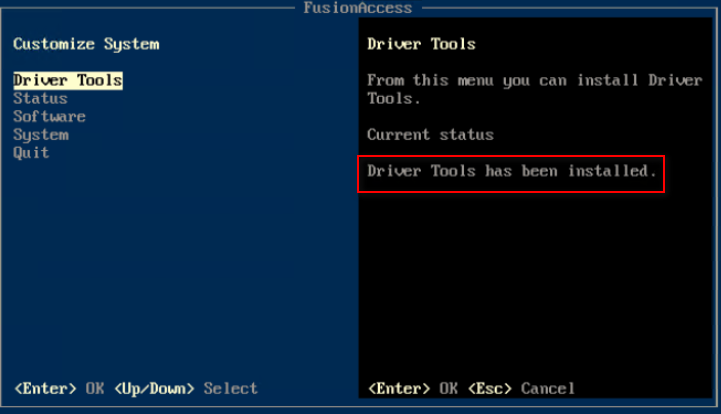 FusionAccess
Customize System
Driver Tools
Status
Software
System
Quit
<Enter> OK <Up/Down> Select
Driver Tools
From this menu you can install Driver
Tools.
Current status
Driver Tools has been installed.
<Enter> OK <Esc> Cancel